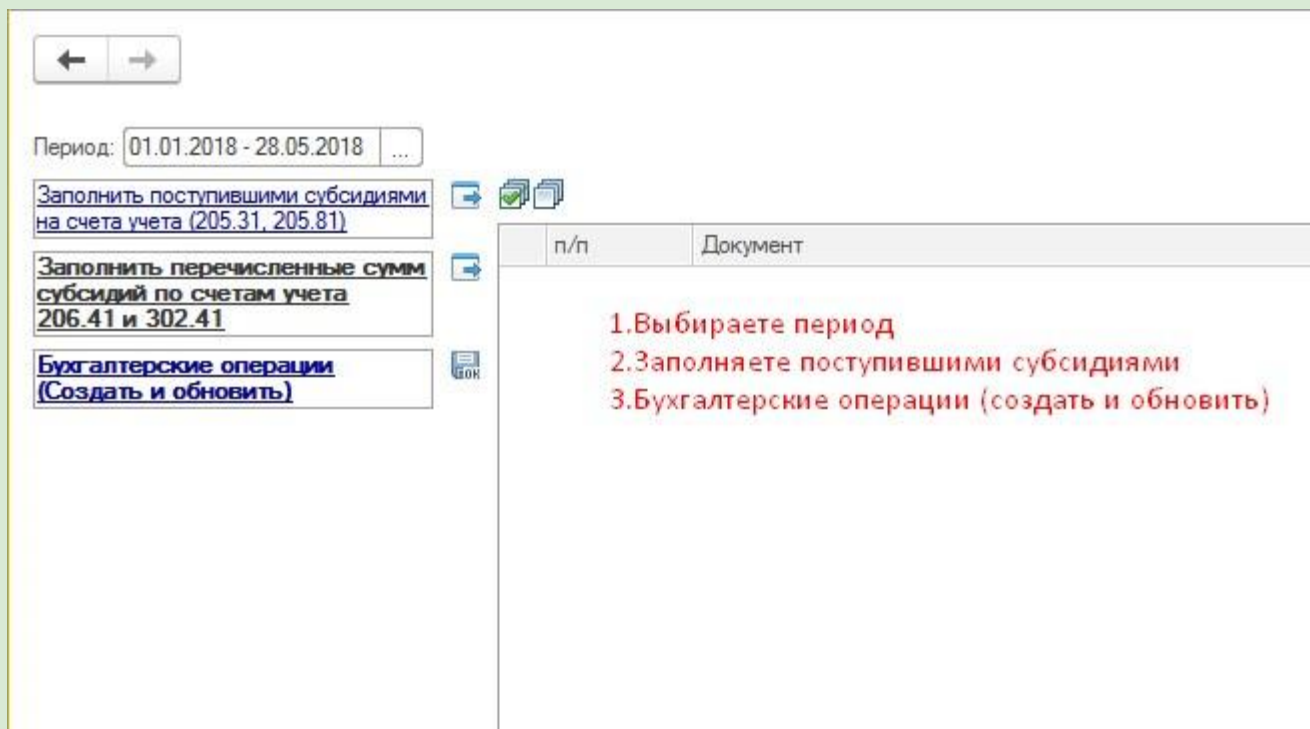 Период: 01.01.2018 - 28.05.2018 ...
Заполнить поступившими субсидиями
на счета учета (205.31, 205.81)
Заполнить перечисленные сумм
субсидий по счетам учета
206.41 и 302.41
Бухгалтерские операции
(Создать и обновить)
п/п Документ
1.Выбираете период
2.Заполняете поступившими субсидиями
3.Бухгалтерские операции (создать и обновить)